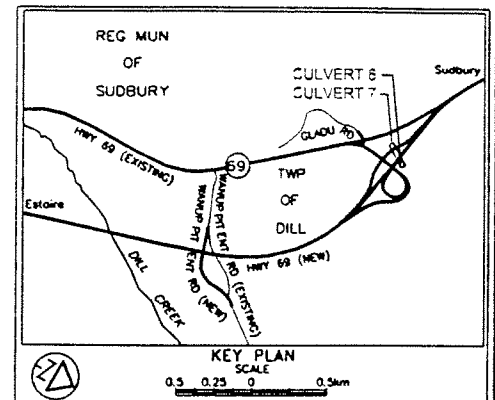 REG MUN
OF
SUDBURY
CULVERT 6
CULVERT 7
Sudbury
GLADU RD
HWY 69 (EXISTING)
69
TWP
OF
DILL
Estaire
WANUP PIT ENT RD (EXISTING)
WANUP PIT ENT RD (NEW)
HWY 69 (NEW)
DILL CREEK
KEY PLAN
SCALE
0.5 0.25 0 0.5km